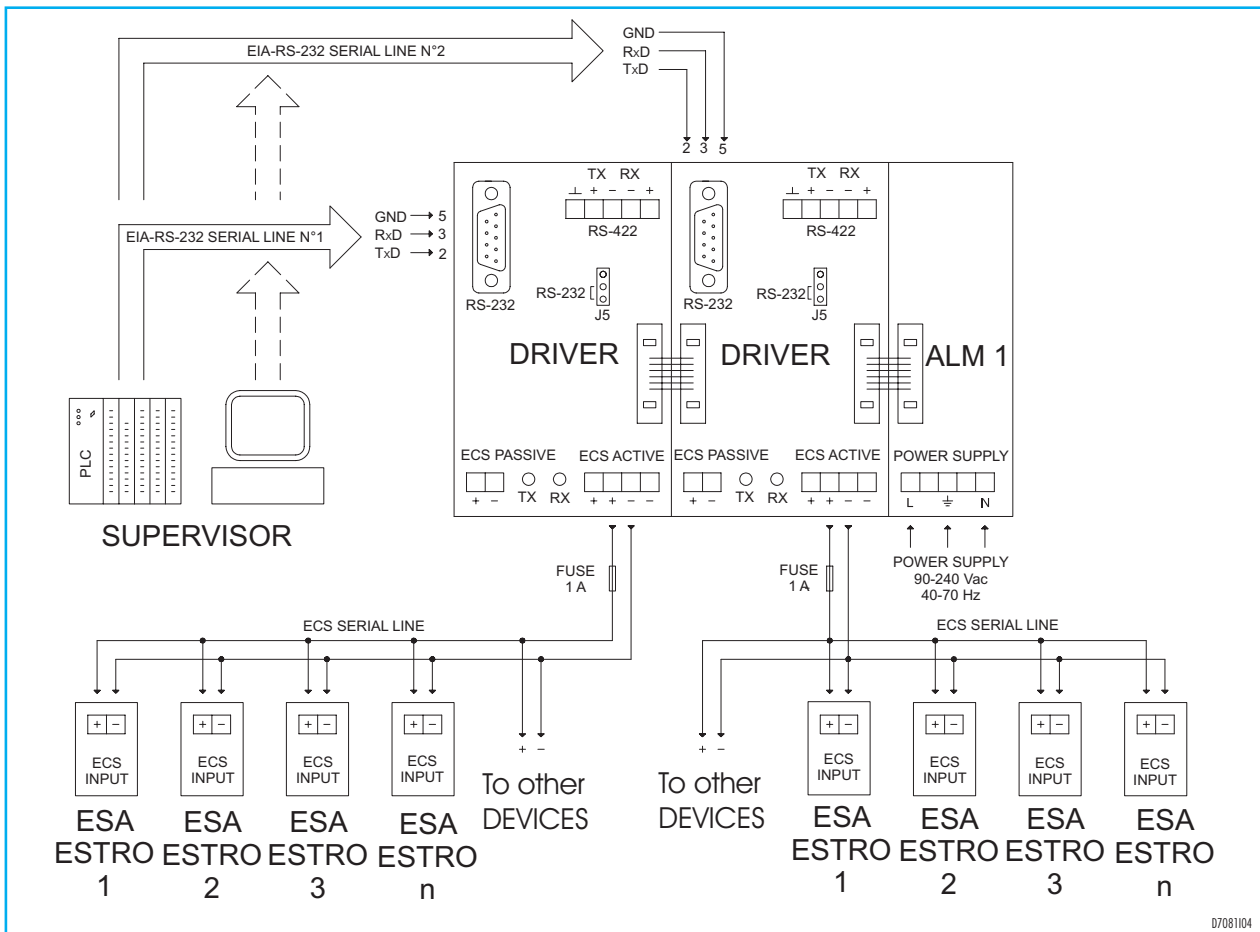 GND
RxD
TxD
EIA-RS-232 SERIAL LINE N°2
2 3 5
GND 5
RxD 3
TxD 2
EIA-RS-232 SERIAL LINE N°1
TX RX
⊥ + − − +
RS-422
RS-232
RS-232
J5
DRIVER
TX RX
⊥ + − − +
RS-422
RS-232
RS-232
J5
DRIVER
ALM 1
PLC
SUPERVISOR
ECS PASSIVE
+ −
TX RX
ECS ACTIVE
+ + − −
ECS PASSIVE
+ −
TX RX
ECS ACTIVE
+ + − −
POWER SUPPLY
L ⏚ N
FUSE
1 A
FUSE
1 A
POWER SUPPLY
90-240 Vac
40-70 Hz
ECS SERIAL LINE
ECS SERIAL LINE
+ −
ECS
INPUT
ESA
ESTRO
1
+ −
ECS
INPUT
ESA
ESTRO
2
+ −
ECS
INPUT
ESA
ESTRO
3
+ −
ECS
INPUT
ESA
ESTRO
n
+ −
To other
DEVICES
+ −
To other
DEVICES
+ −
ECS
INPUT
ESA
ESTRO
1
+ −
ECS
INPUT
ESA
ESTRO
2
+ −
ECS
INPUT
ESA
ESTRO
3
+ −
ECS
INPUT
ESA
ESTRO
n
D7081I04